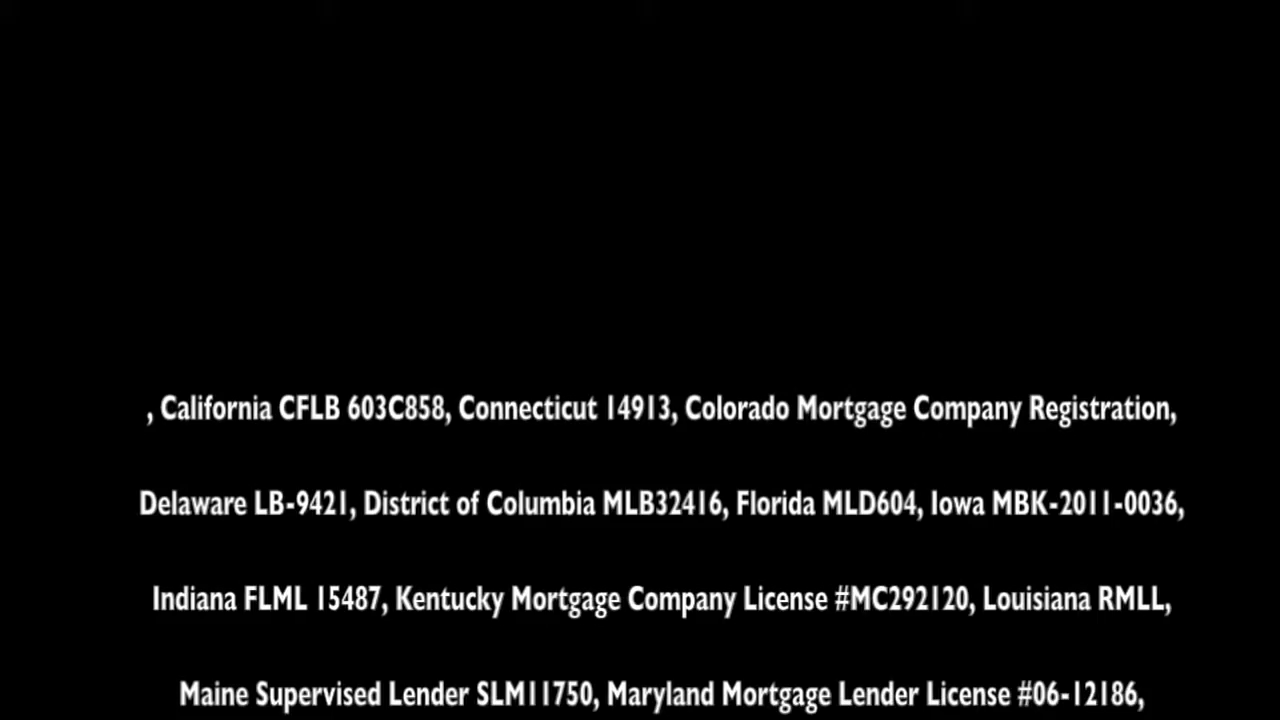 , California CFLB 603C858, Connecticut 14913, Colorado Mortgage Company Registration,
Delaware LB-9421, District of Columbia MLB32416, Florida MLD604, Iowa MBK-2011-0036,
Indiana FLML 15487, Kentucky Mortgage Company License #MC292120, Louisiana RMLL,
Maine Supervised Lender SLM11750, Maryland Mortgage Lender License #06-12186,